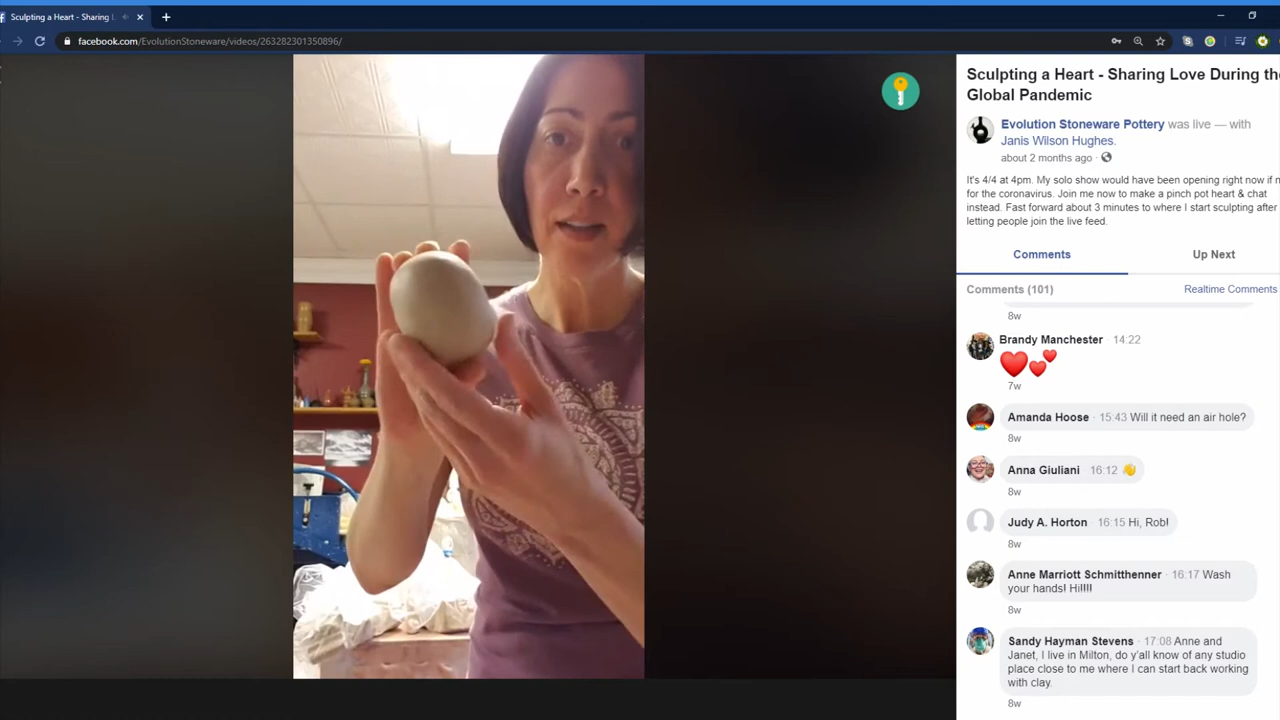 Sculpting a Heart - Sharing L
facebook.com/EvolutionStoneware/videos/263282301350896/
Sculpting a Heart - Sharing Love During th
Global Pandemic
Evolution Stoneware Pottery was live — with
Janis Wilson Hughes.
about 2 months ago ·
It's 4/4 at 4pm. My solo show would have been opening right now if n
for the coronavirus. Join me now to make a pinch pot heart & chat
instead. Fast forward about 3 minutes to where I start sculpting after
letting people join the live feed.
Comments
Up Next
Comments (101)
Realtime Comments
8w
Brandy Manchester · 14:22
7w
Amanda Hoose · 15:43 Will it need an air hole?
8w
Anna Giuliani · 16:12
8w
Judy A. Horton · 16:15 Hi, Rob!
8w
Anne Marriott Schmitthenner · 16:17 Wash
your hands! Hi!!!!
8w
Sandy Hayman Stevens · 17:08 Anne and
Janet, I live in Milton, do y'all know of any studio
place close to me where I can start back working
with clay.
8w